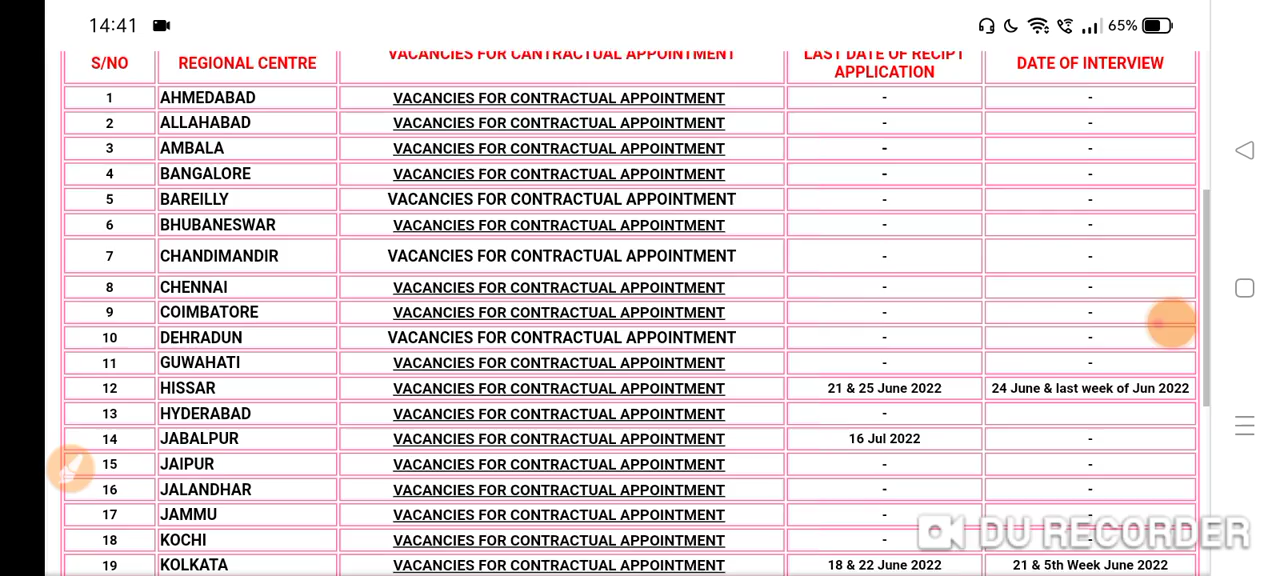 14:41 65%
S/NO REGIONAL CENTRE VACANCIES FOR CANTRACTUAL APPOINTMENT LAST DATE OF RECIPT APPLICATION DATE OF INTERVIEW
1 AHMEDABAD VACANCIES FOR CONTRACTUAL APPOINTMENT - -
2 ALLAHABAD VACANCIES FOR CONTRACTUAL APPOINTMENT - -
3 AMBALA VACANCIES FOR CONTRACTUAL APPOINTMENT - -
4 BANGALORE VACANCIES FOR CONTRACTUAL APPOINTMENT - -
5 BAREILLY VACANCIES FOR CONTRACTUAL APPOINTMENT - -
6 BHUBANESWAR VACANCIES FOR CONTRACTUAL APPOINTMENT - -
7 CHANDIMANDIR VACANCIES FOR CONTRACTUAL APPOINTMENT - -
8 CHENNAI VACANCIES FOR CONTRACTUAL APPOINTMENT - -
9 COIMBATORE VACANCIES FOR CONTRACTUAL APPOINTMENT - -
10 DEHRADUN VACANCIES FOR CONTRACTUAL APPOINTMENT - -
11 GUWAHATI VACANCIES FOR CONTRACTUAL APPOINTMENT - -
12 HISSAR VACANCIES FOR CONTRACTUAL APPOINTMENT 21 & 25 June 2022 24 June & last week of Jun 2022
13 HYDERABAD VACANCIES FOR CONTRACTUAL APPOINTMENT -
14 JABALPUR VACANCIES FOR CONTRACTUAL APPOINTMENT 16 Jul 2022 -
15 JAIPUR VACANCIES FOR CONTRACTUAL APPOINTMENT - -
16 JALANDHAR VACANCIES FOR CONTRACTUAL APPOINTMENT - -
17 JAMMU VACANCIES FOR CONTRACTUAL APPOINTMENT - -
18 KOCHI VACANCIES FOR CONTRACTUAL APPOINTMENT - -
DU RECORDER
19 KOLKATA VACANCIES FOR CONTRACTUAL APPOINTMENT 18 & 22 June 2022 21 & 5th Week June 2022